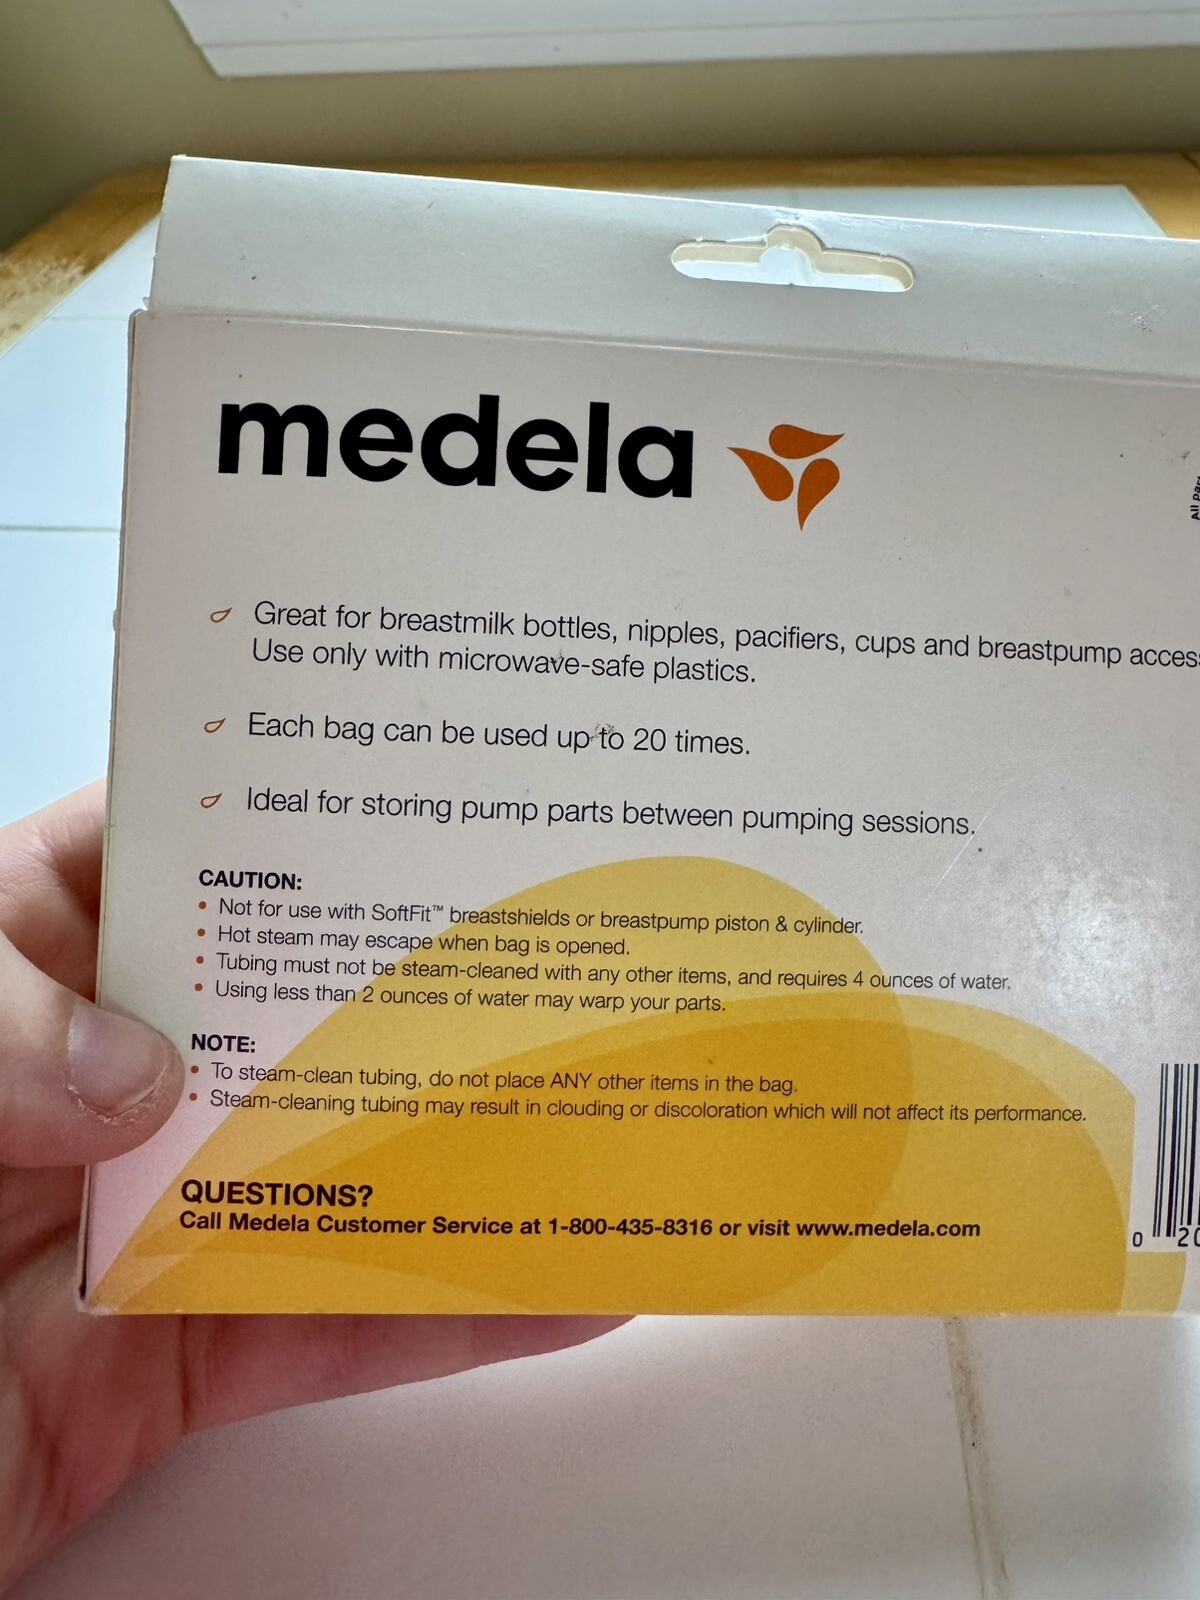 medela
All
Great for breastmilk bottles, nipples, pacifiers, cups and breastpump
Use only with microwave-safe plastics.
Each bag can be used up to 20 times.
Ideal for storing pump parts between pumping sessions.
CAUTION:
• Not for use with SoftFit™ breastshields or breastpump piston & cylinder.
• Hot steam may escape when bag is opened.
• Tubing must not be steam-cleaned with any other items, and requires 4 ounces of water.
• Using less than 2 ounces of water may warp your parts.
NOTE:
• To steam-clean tubing, do not place ANY other items in the bag.
• Steam-cleaning tubing may result in clouding or discoloration which will not affect its performance.
QUESTIONS?
Call Medela Customer Service at 1-800-435-8316 or visit www.medela.com
0 20